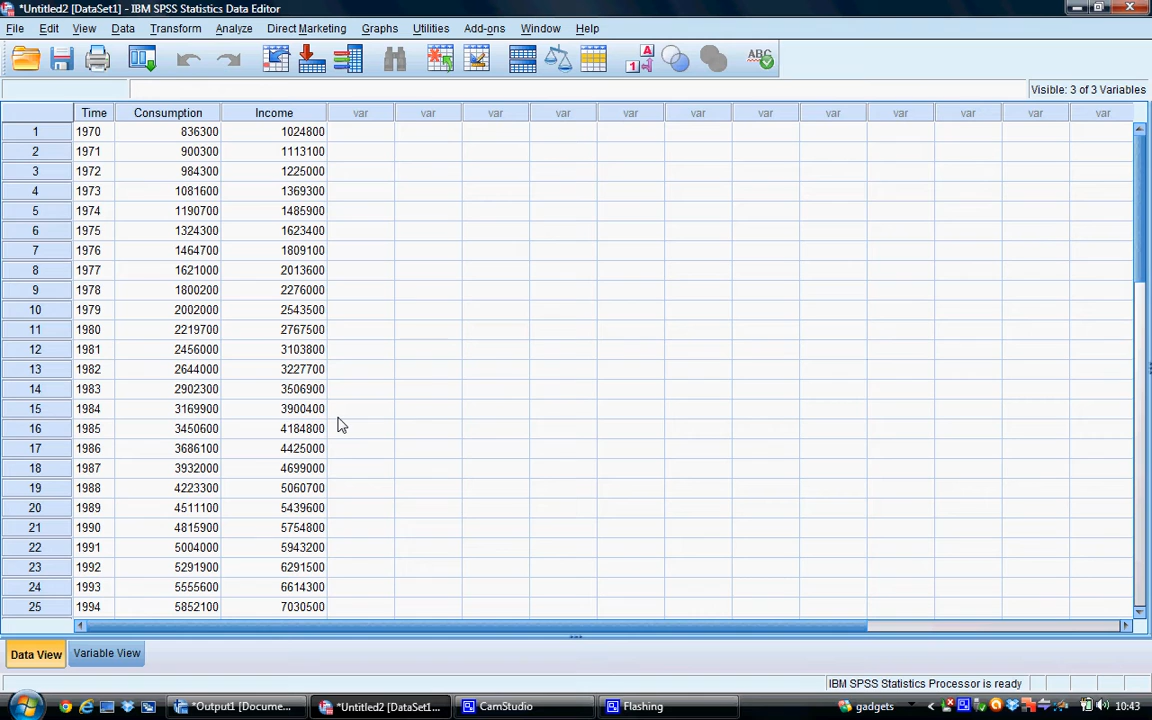 *Untitled2 [DataSet1] - IBM SPSS Statistics Data Editor
File Edit View Data Transform Analyze Direct Marketing Graphs Utilities Add-ons Window Help
Visible: 3 of 3 Variables
Time Consumption Income var var var var var var var var var var var var
1 1970 836300 1024800
2 1971 900300 1113100
3 1972 984300 1225000
4 1973 1081600 1369300
5 1974 1190700 1485900
6 1975 1324300 1623400
7 1976 1464700 1809100
8 1977 1621000 2013600
9 1978 1800200 2276000
10 1979 2002000 2543500
11 1980 2219700 2767500
12 1981 2456000 3103800
13 1982 2644000 3227700
14 1983 2902300 3506900
15 1984 3169900 3900400
16 1985 3450600 4184800
17 1986 3686100 4425000
18 1987 3932000 4699000
19 1988 4223300 5060700
20 1989 4511100 5439600
21 1990 4815900 5754800
22 1991 5004000 5943200
23 1992 5291900 6291500
24 1993 5555600 6614300
25 1994 5852100 7030500
Data View Variable View
IBM SPSS Statistics Processor is ready
*Output1 [Docume... *Untitled2 [DataSet1... CamStudio Flashing gadgets 10:43